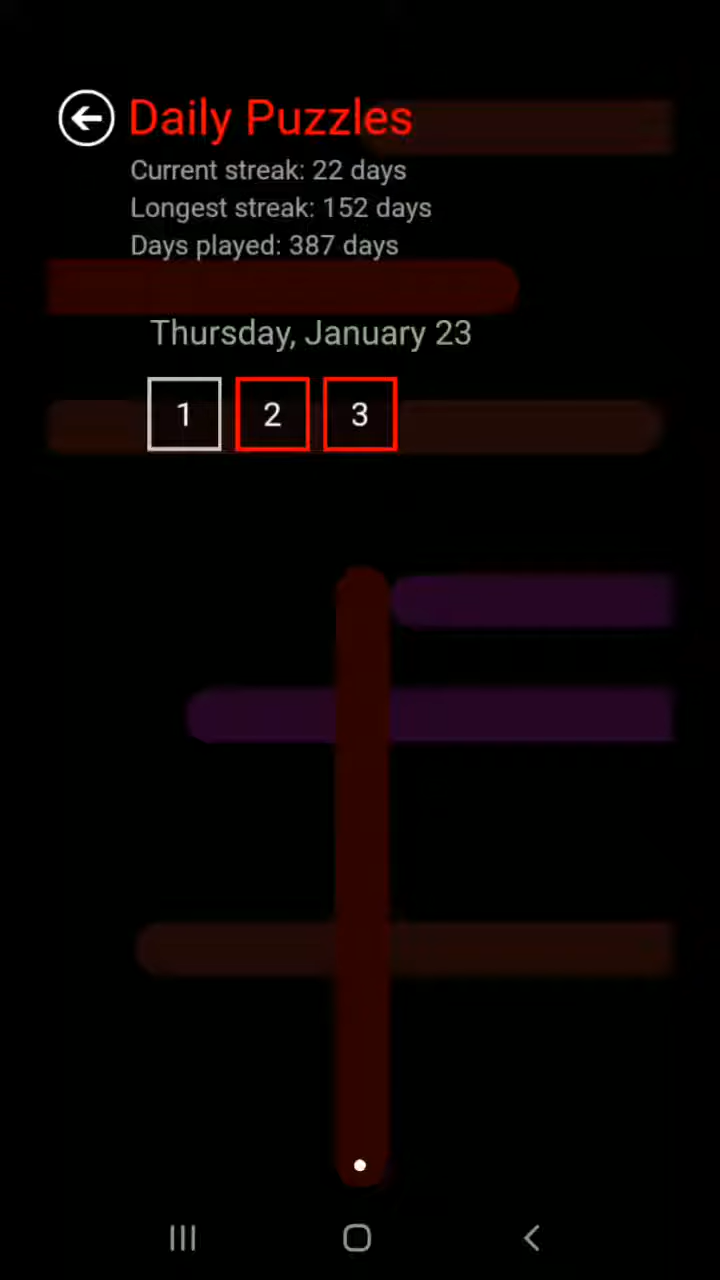 Daily Puzzles
Current streak: 22 days
Longest streak: 152 days
Days played: 387 days
Thursday, January 23
1 2 3